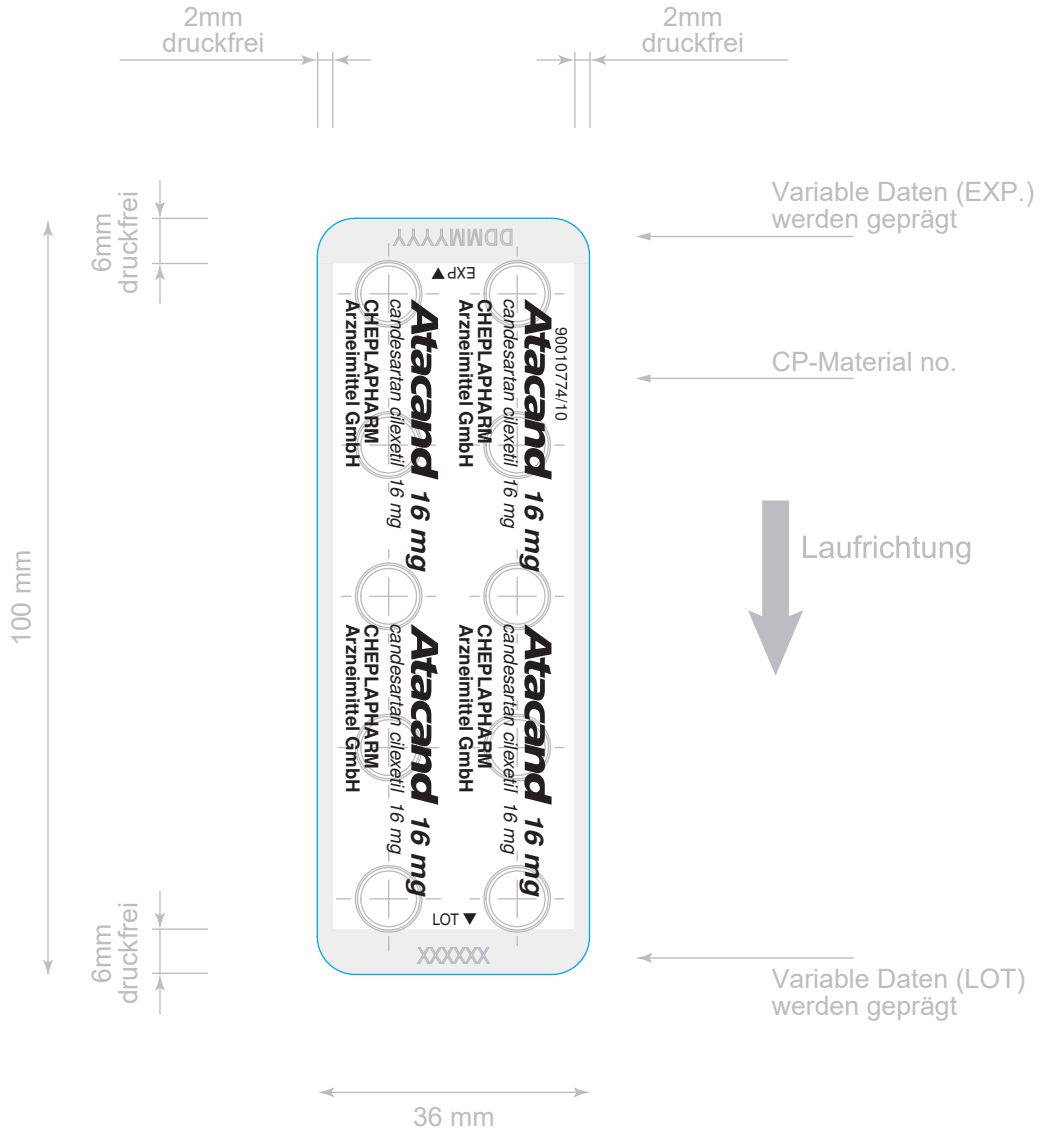 2mm
druckfrei
2mm
druckfrei
Variable Daten (EXP.)
werden geprägt
6mm
druckfrei
DDMMYYYY
EXP ▲
90010774/10
CP-Material no.
Atacand 16 mg
candesartan cilexetil 16 mg
CHEPLAPHARM
Arzneimittel GmbH
Atacand 16 mg
candesartan cilexetil 16 mg
CHEPLAPHARM
Arzneimittel GmbH
Laufrichtung
100 mm
Atacand 16 mg
candesartan cilexetil 16 mg
CHEPLAPHARM
Arzneimittel GmbH
Atacand 16 mg
candesartan cilexetil 16 mg
CHEPLAPHARM
Arzneimittel GmbH
LOT ▼
XXXXXX
6mm
druckfrei
Variable Daten (LOT)
werden geprägt
36 mm